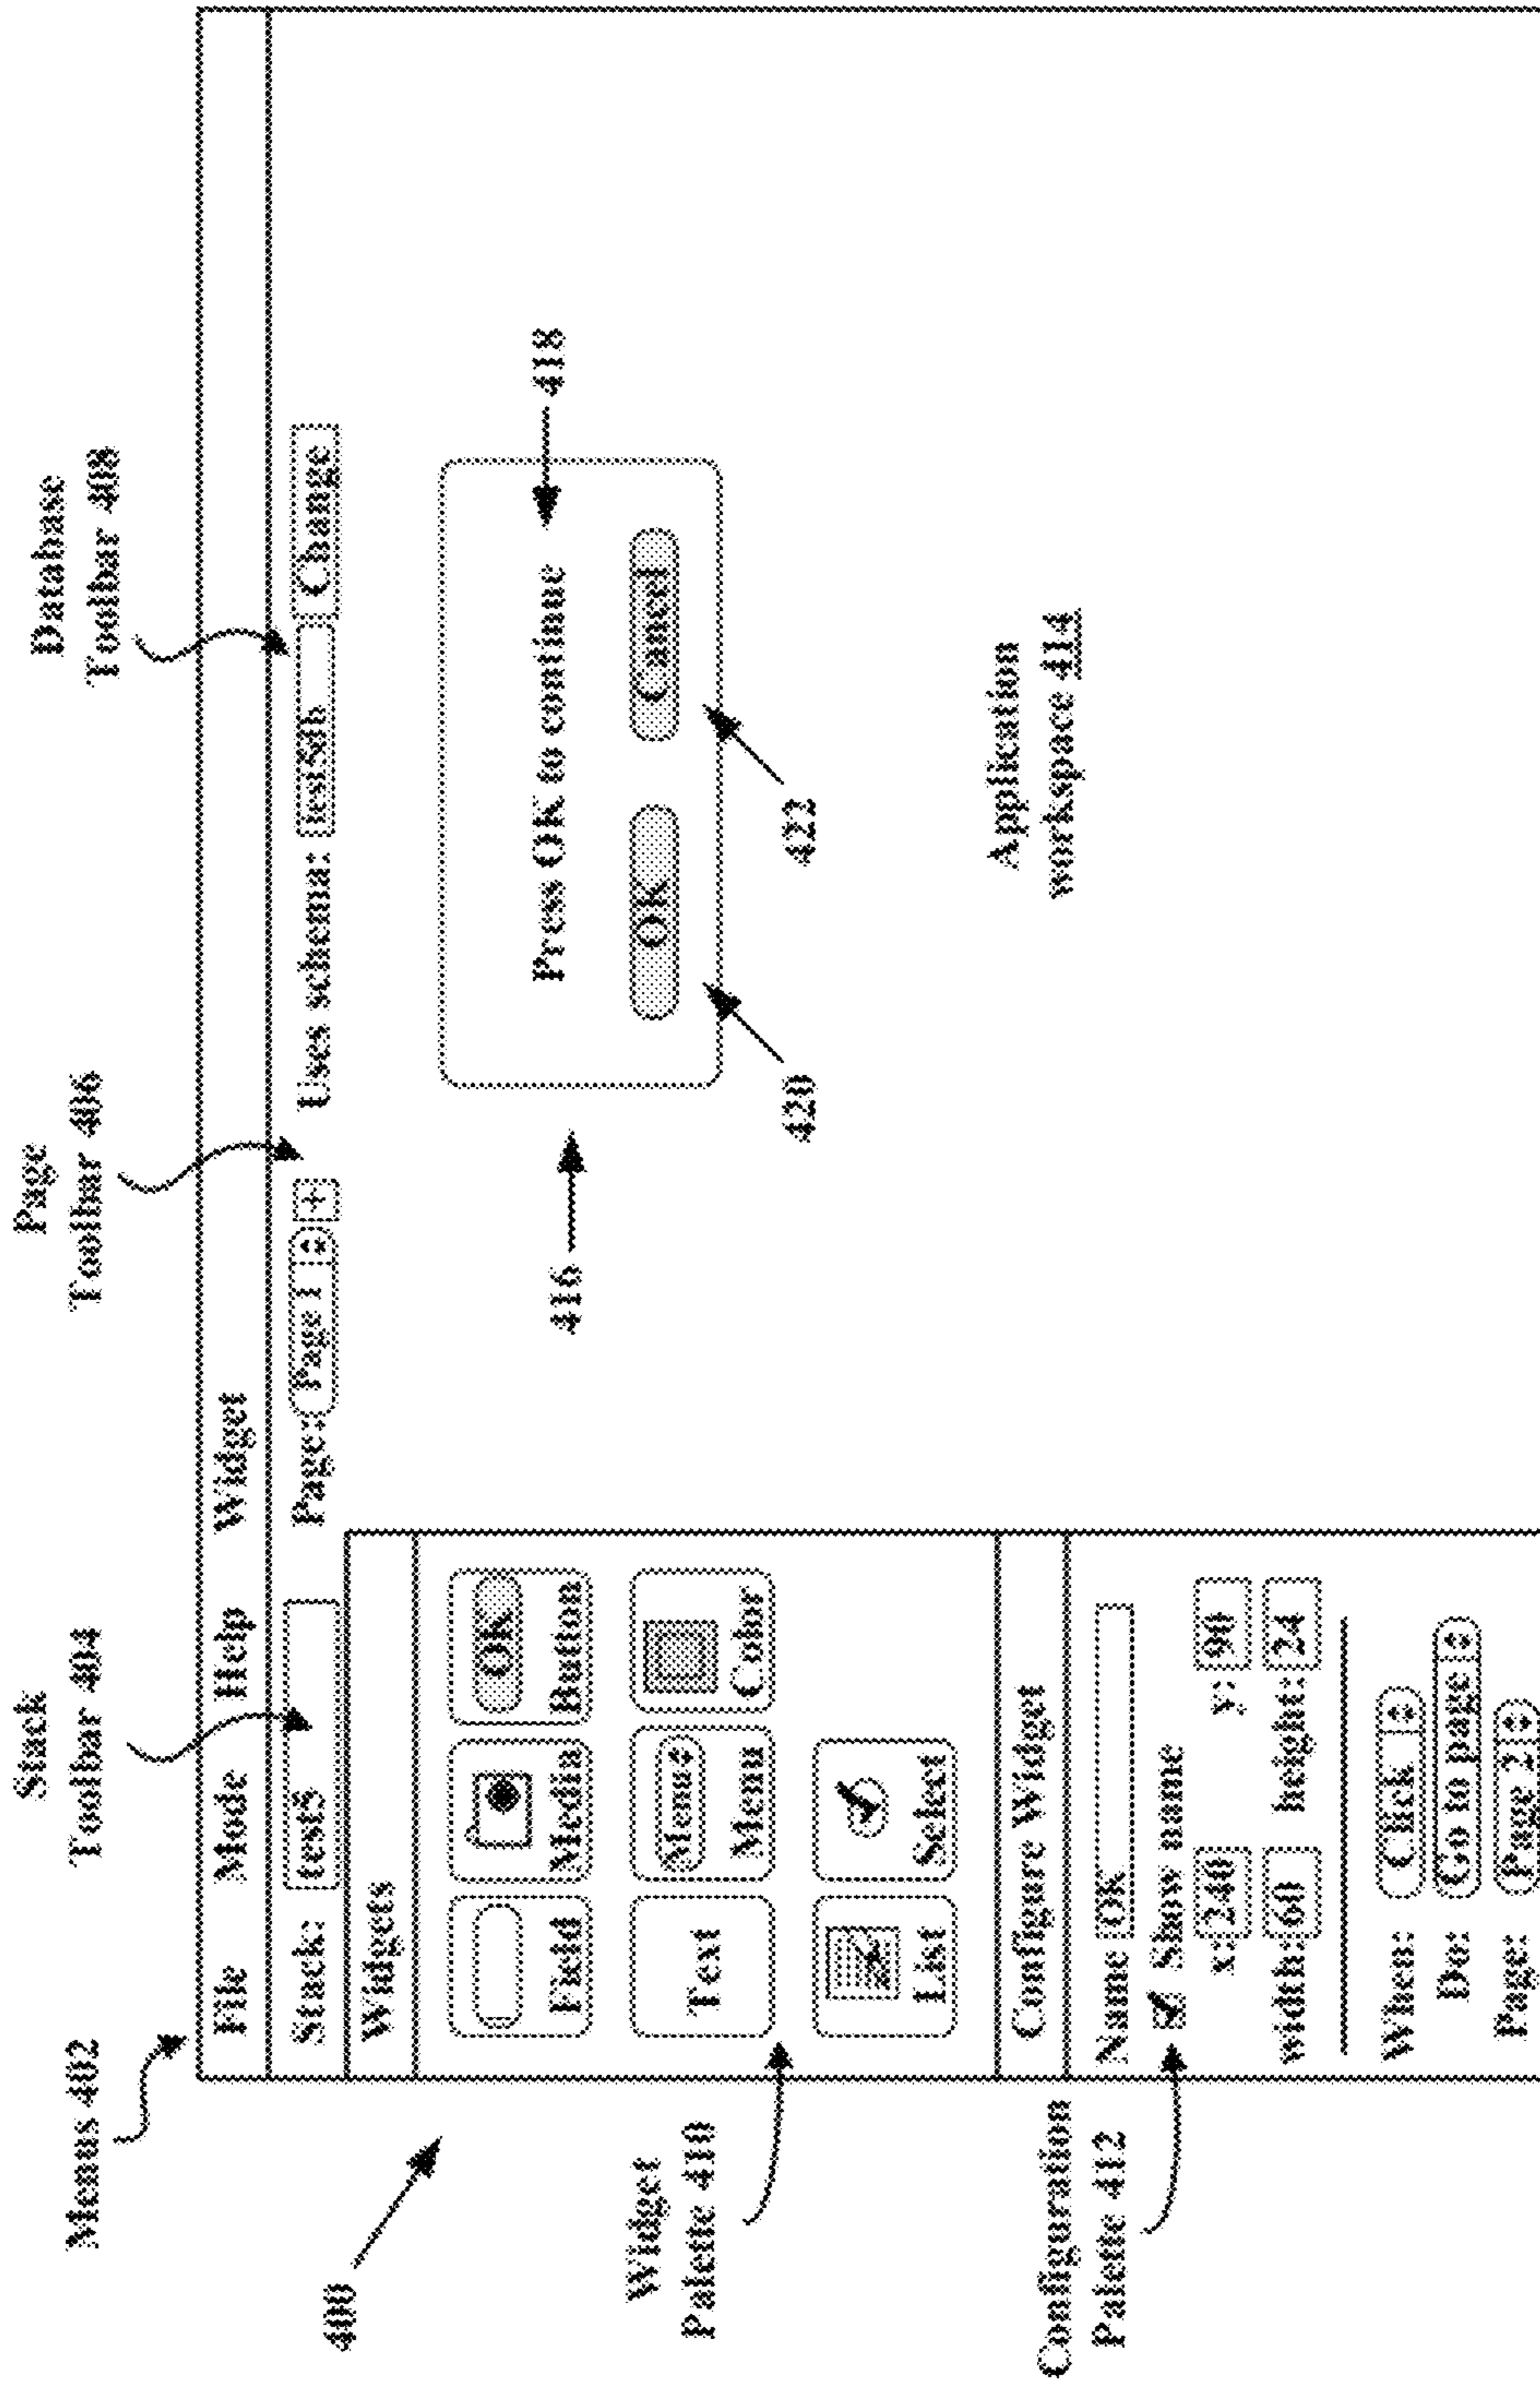 Stack
Toolbar 404
Page
Toolbar 406
Database
Toolbar 408
Menus 402
File Mode Help Widget
Stack: test5 Page: Page 1 + Uses schema: Change
400
Widgets
Field Media OK Button
Press OK to continue 418
416
OK Cancel
Widget
Palette 410
Text Menu Menu Color
420 422
List Select
Application
workspace 414
Configuration
Palette 412
Configure Widget
Name OK
Show name
x: 240 y: 90
width: 60 height: 24
When: Click
Do: Go to page
Page: Page 2